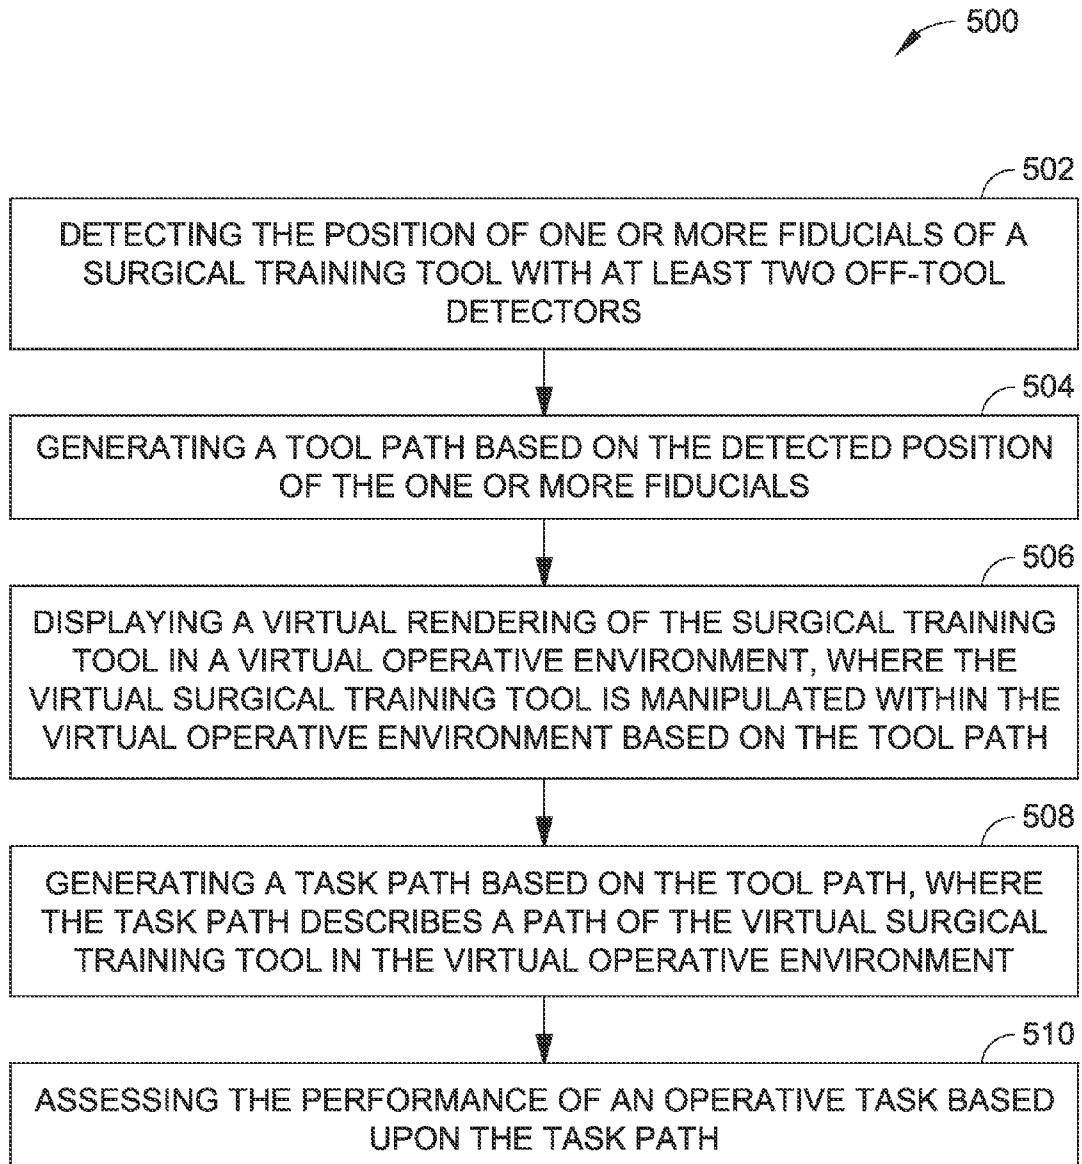 500
502
DETECTING THE POSITION OF ONE OR MORE FIDUCIALS OF A
SURGICAL TRAINING TOOL WITH AT LEAST TWO OFF-TOOL
DETECTORS
504
GENERATING A TOOL PATH BASED ON THE DETECTED POSITION
OF THE ONE OR MORE FIDUCIALS
506
DISPLAYING A VIRTUAL RENDERING OF THE SURGICAL TRAINING
TOOL IN A VIRTUAL OPERATIVE ENVIRONMENT, WHERE THE
VIRTUAL SURGICAL TRAINING TOOL IS MANIPULATED WITHIN THE
VIRTUAL OPERATIVE ENVIRONMENT BASED ON THE TOOL PATH
508
GENERATING A TASK PATH BASED ON THE TOOL PATH, WHERE
THE TASK PATH DESCRIBES A PATH OF THE VIRTUAL SURGICAL
TRAINING TOOL IN THE VIRTUAL OPERATIVE ENVIRONMENT
510
ASSESSING THE PERFORMANCE OF AN OPERATIVE TASK BASED
UPON THE TASK PATH